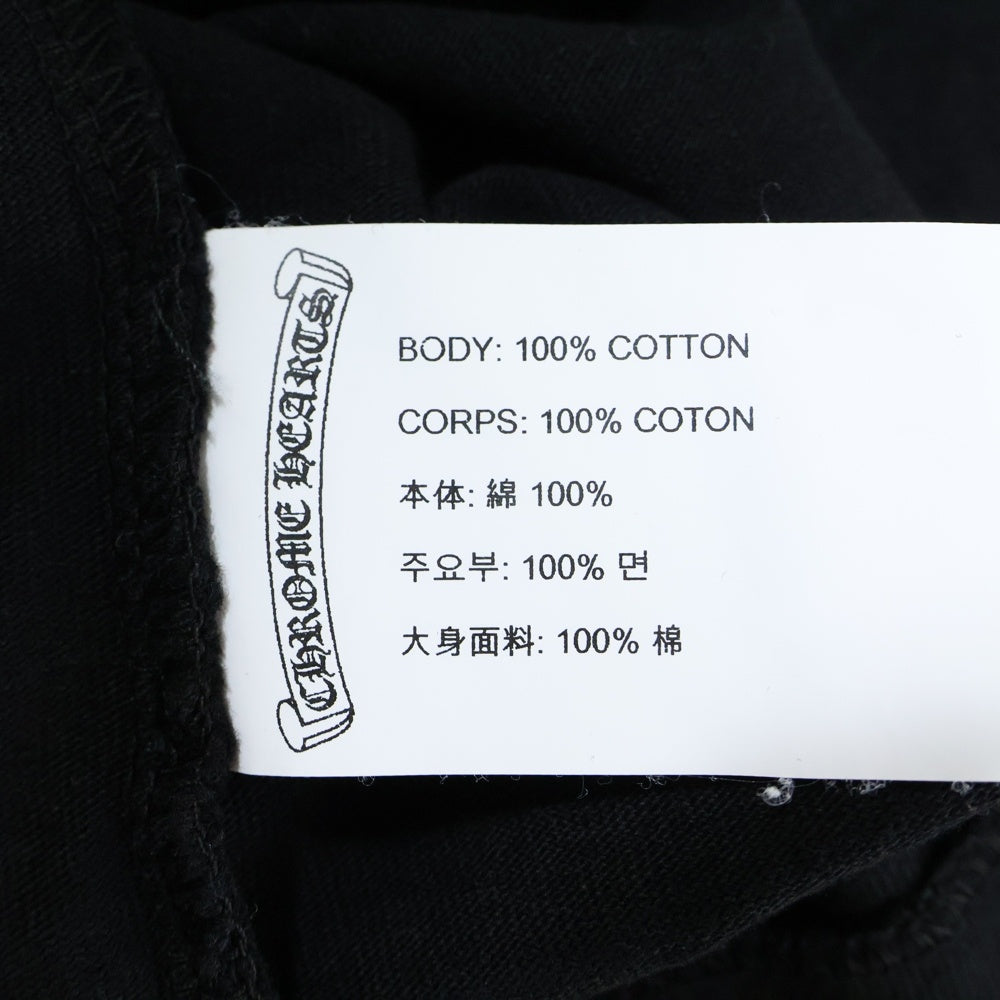 CHROME HEARTS
BODY: 100% COTTON
CORPS: 100% COTON
本体: 綿 100%
주요부: 100% 면
大身面料: 100% 棉